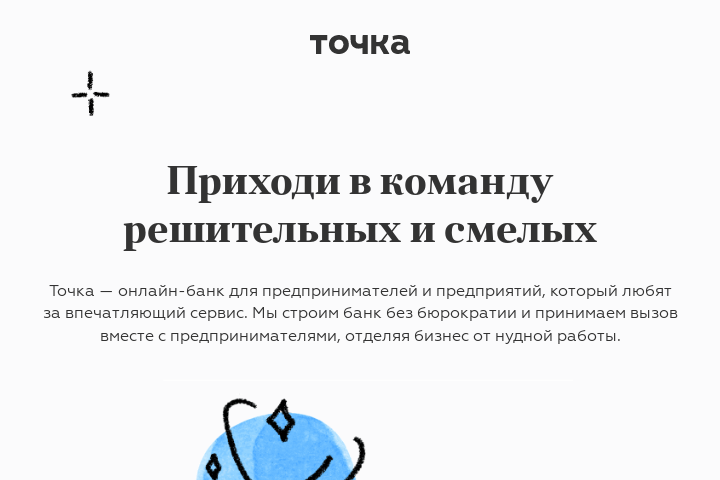 точка
Приходи в команду
решительных и смелых
Точка — онлайн-банк для предпринимателей и предприятий, который любят
за впечатляющий сервис. Мы строим банк без бюрократии и принимаем вызов
вместе с предпринимателями, отделяя бизнес от нудной работы.